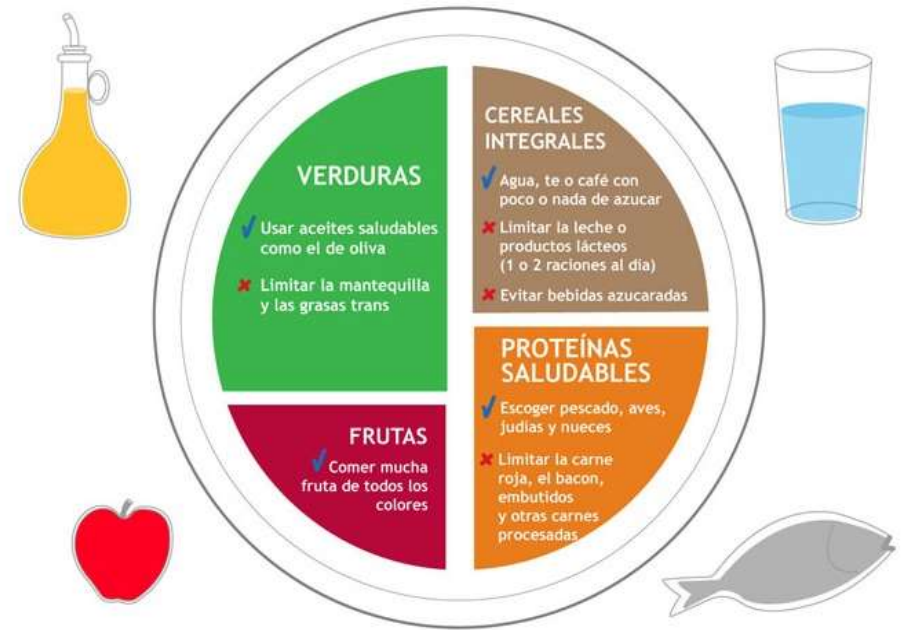 VERDURAS
✓ Usar aceites saludables
como el de oliva
✗ Limitar la mantequilla
y las grasas trans
CEREALES
INTEGRALES
✓ Agua, te o café con
poco o nada de azucar
✗ Limitar la leche o
productos lácteos
(1 o 2 raciones al día)
✗ Evitar bebidas azucaradas
FRUTAS
✓ Comer mucha
fruta de todos los
colores
PROTEÍNAS
SALUDABLES
✓ Escoger pescado, aves,
judías y nueces
✗ Limitar la carne
roja, el bacon,
embutidos
y otras carnes
procesadas